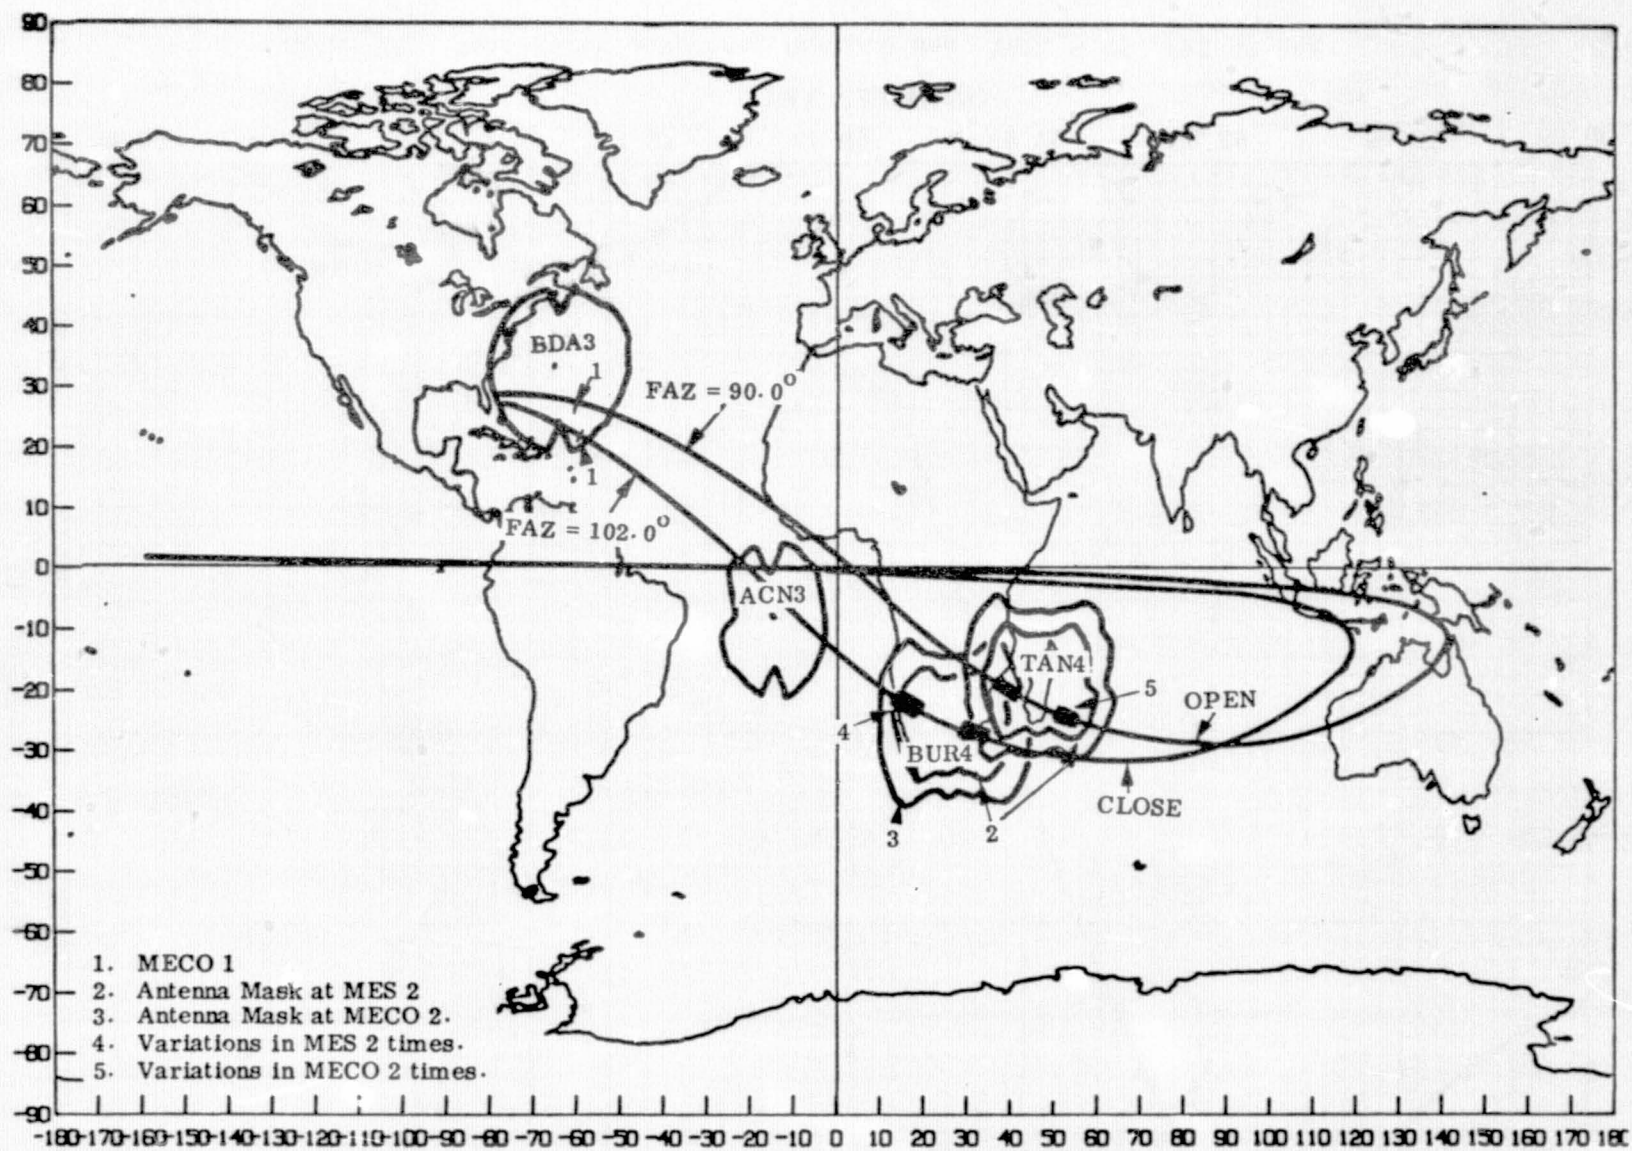 90
80
70
60
50
40
30
20
10
0
-10
-20
-30
-40
-50
-60
-70
-80
-90
BDA3
1
FAZ = 90.0°
1
FAZ = 102.0°
ACN3
TAN4
5
OPEN
4
BUR4
CLOSE
3
2
1. MECO 1
2. Antenna Mask at MES 2
3. Antenna Mask at MECO 2.
4. Variations in MES 2 times.
5. Variations in MECO 2 times.
-180 -170 -160 -150 -140 -130 -120 -110 -100 -90 -80 -70 -60 -50 -40 -30 -20 -10 0 10 20 30 40 50 60 70 80 90 100 110 120 130 140 150 160 170 180